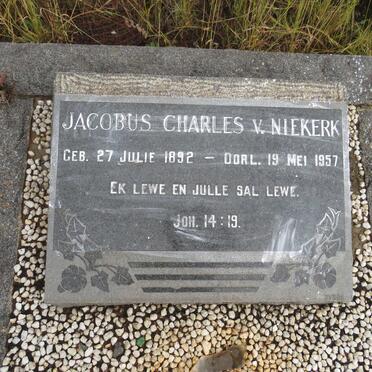 JACOBUS CHARLES V. NIEKERK
GEB. 27 JULIE 1892 – OORL. 19 MEI 1957
EK LEWE EN JULLE SAL LEWE.
JOH. 14:19.